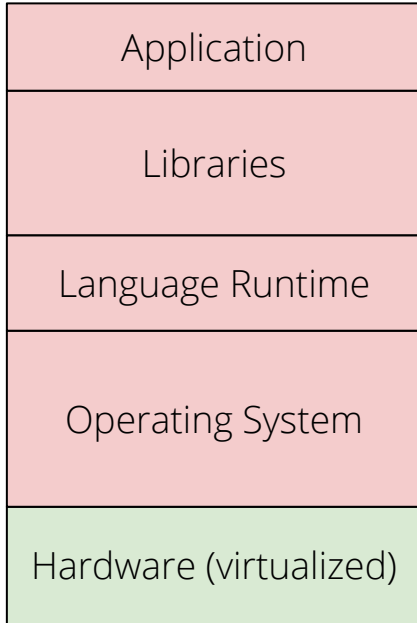 Application
Libraries
Language Runtime
Operating System
Hardware (virtualized)